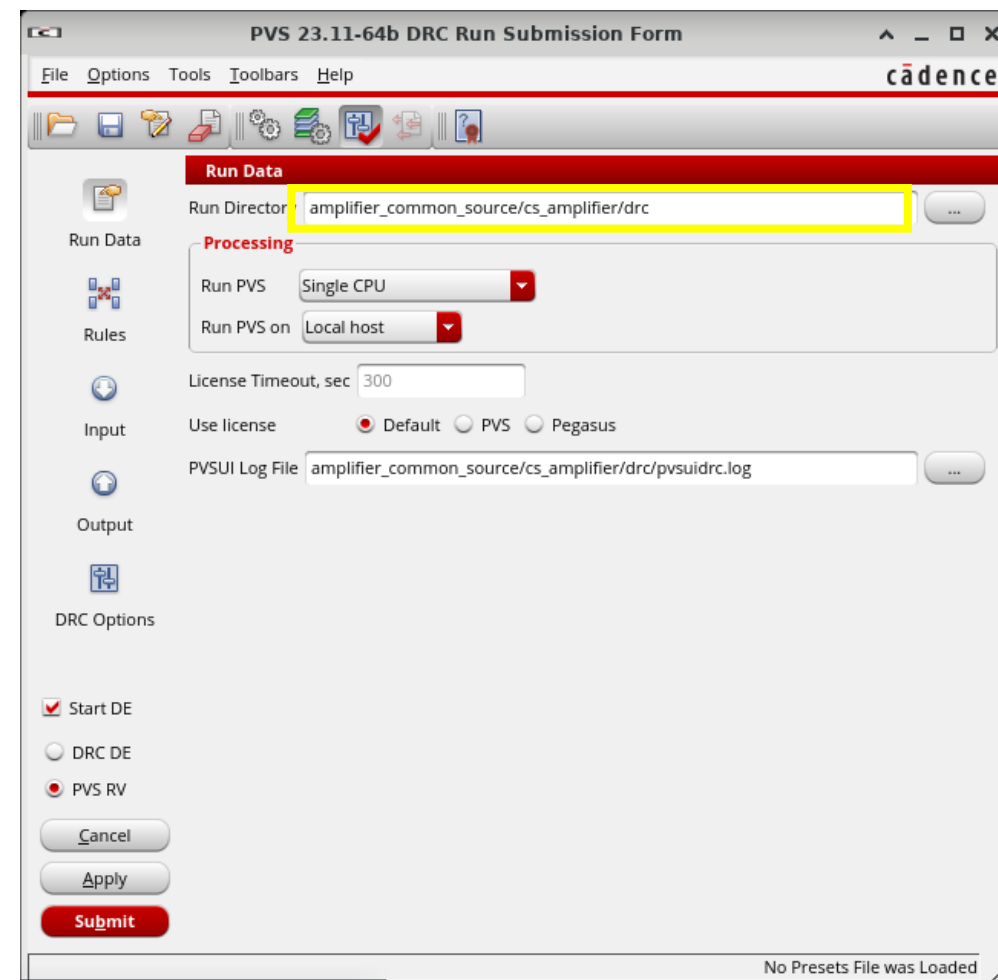 PVS 23.11-64b DRC Run Submission Form
File Options Tools Toolbars Help
cādence
Run Data
Run Directory amplifier_common_source/cs_amplifier/drc ...
Run Data
Processing
Run PVS Single CPU
Run PVS on Local host
Rules
License Timeout, sec 300
Use license Default PVS Pegasus
Input
PVSUI Log File amplifier_common_source/cs_amplifier/drc/pvsuidrc.log ...
Output
DRC Options
Start DE
DRC DE
PVS RV
Cancel
Apply
Submit
No Presets File was Loaded